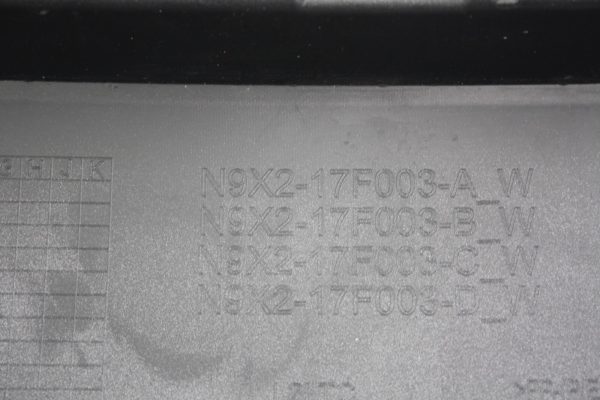 G H J K
N9X2-17F003-A_W
N9X2-17F003-B_W
N9X2-17F003-C_W
N9X2-17F003-D_W